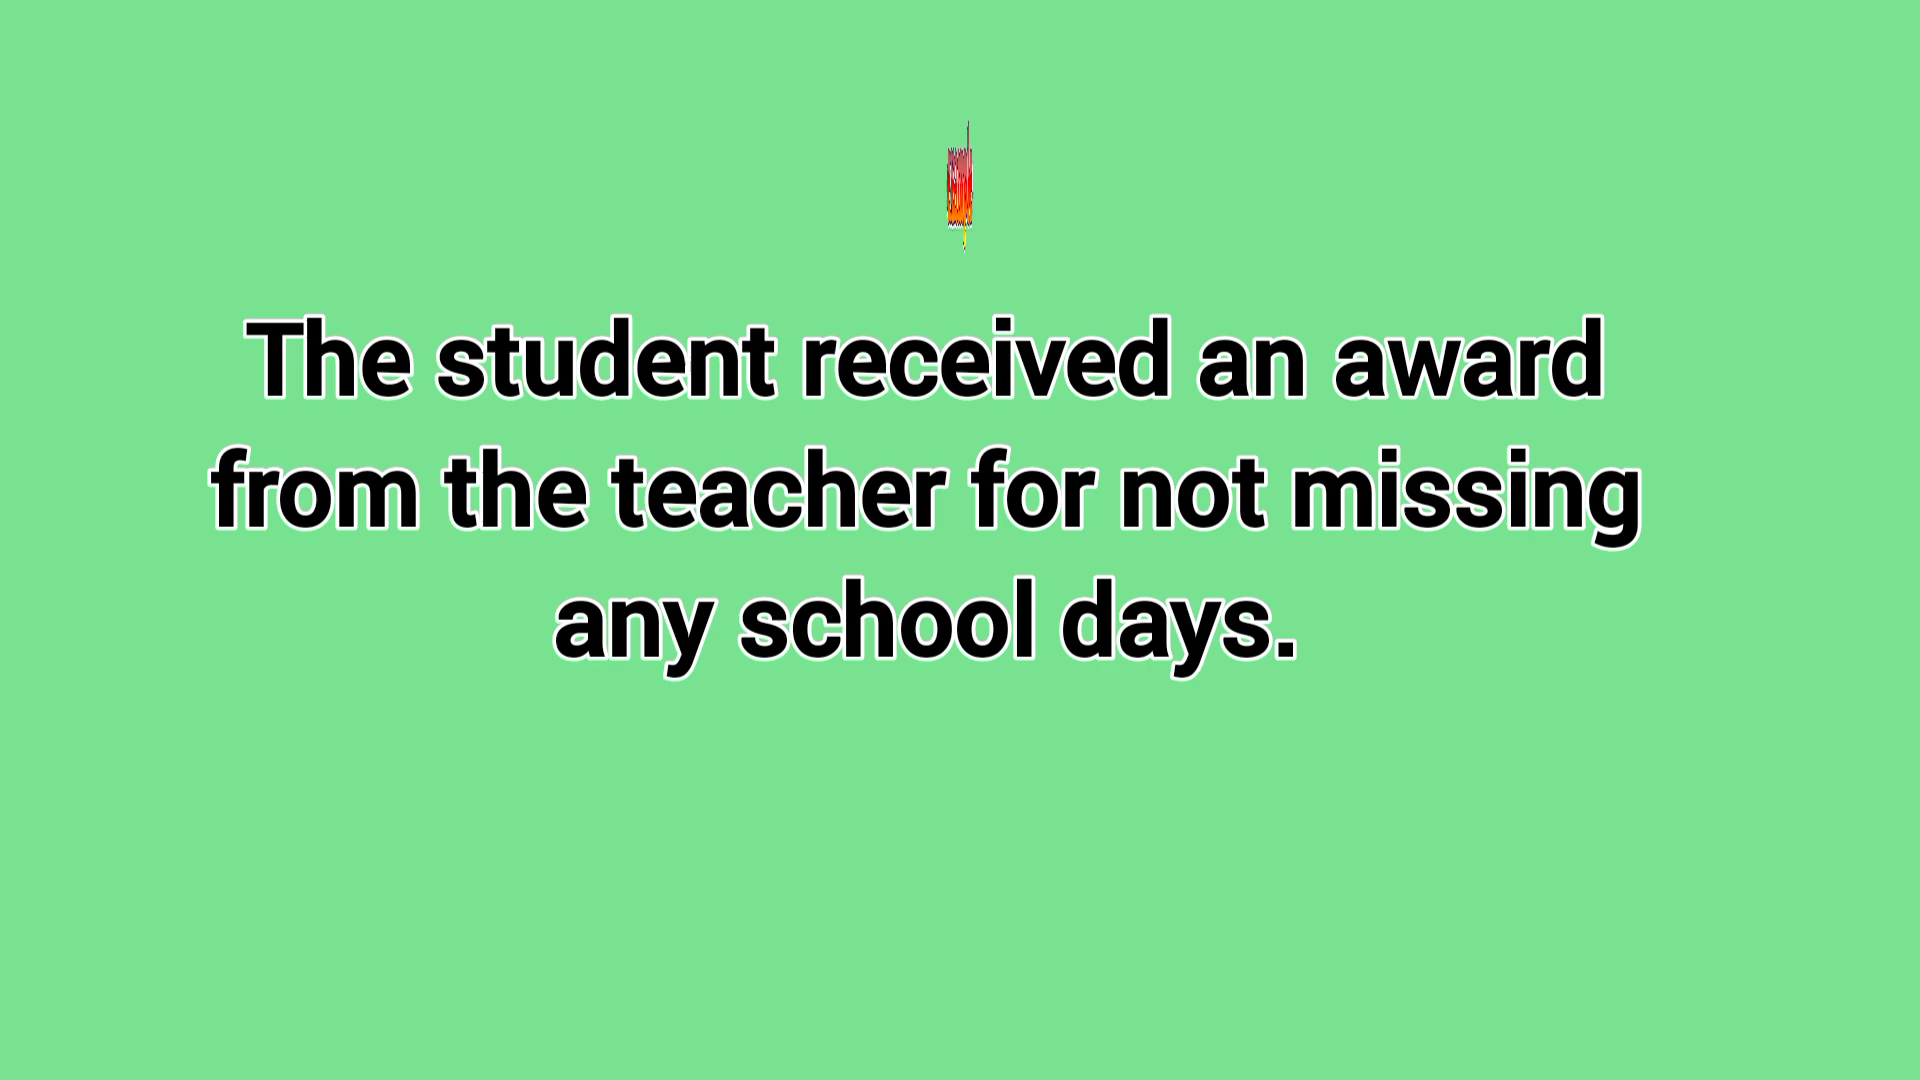 The student received an award
from the teacher for not missing
any school days.